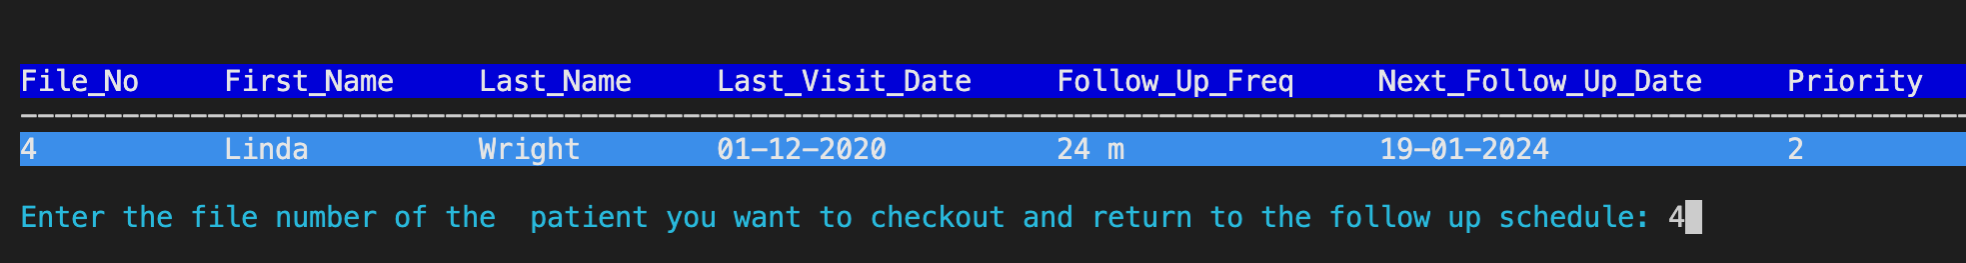 File_No First_Name Last_Name Last_Visit_Date Follow_Up_Freq Next_Follow_Up_Date Priority
--------------------------------------------------------------------------------------------------------------------
4 Linda Wright 01-12-2020 24 m 19-01-2024 2
Enter the file number of the  patient you want to checkout and return to the follow up schedule: 4